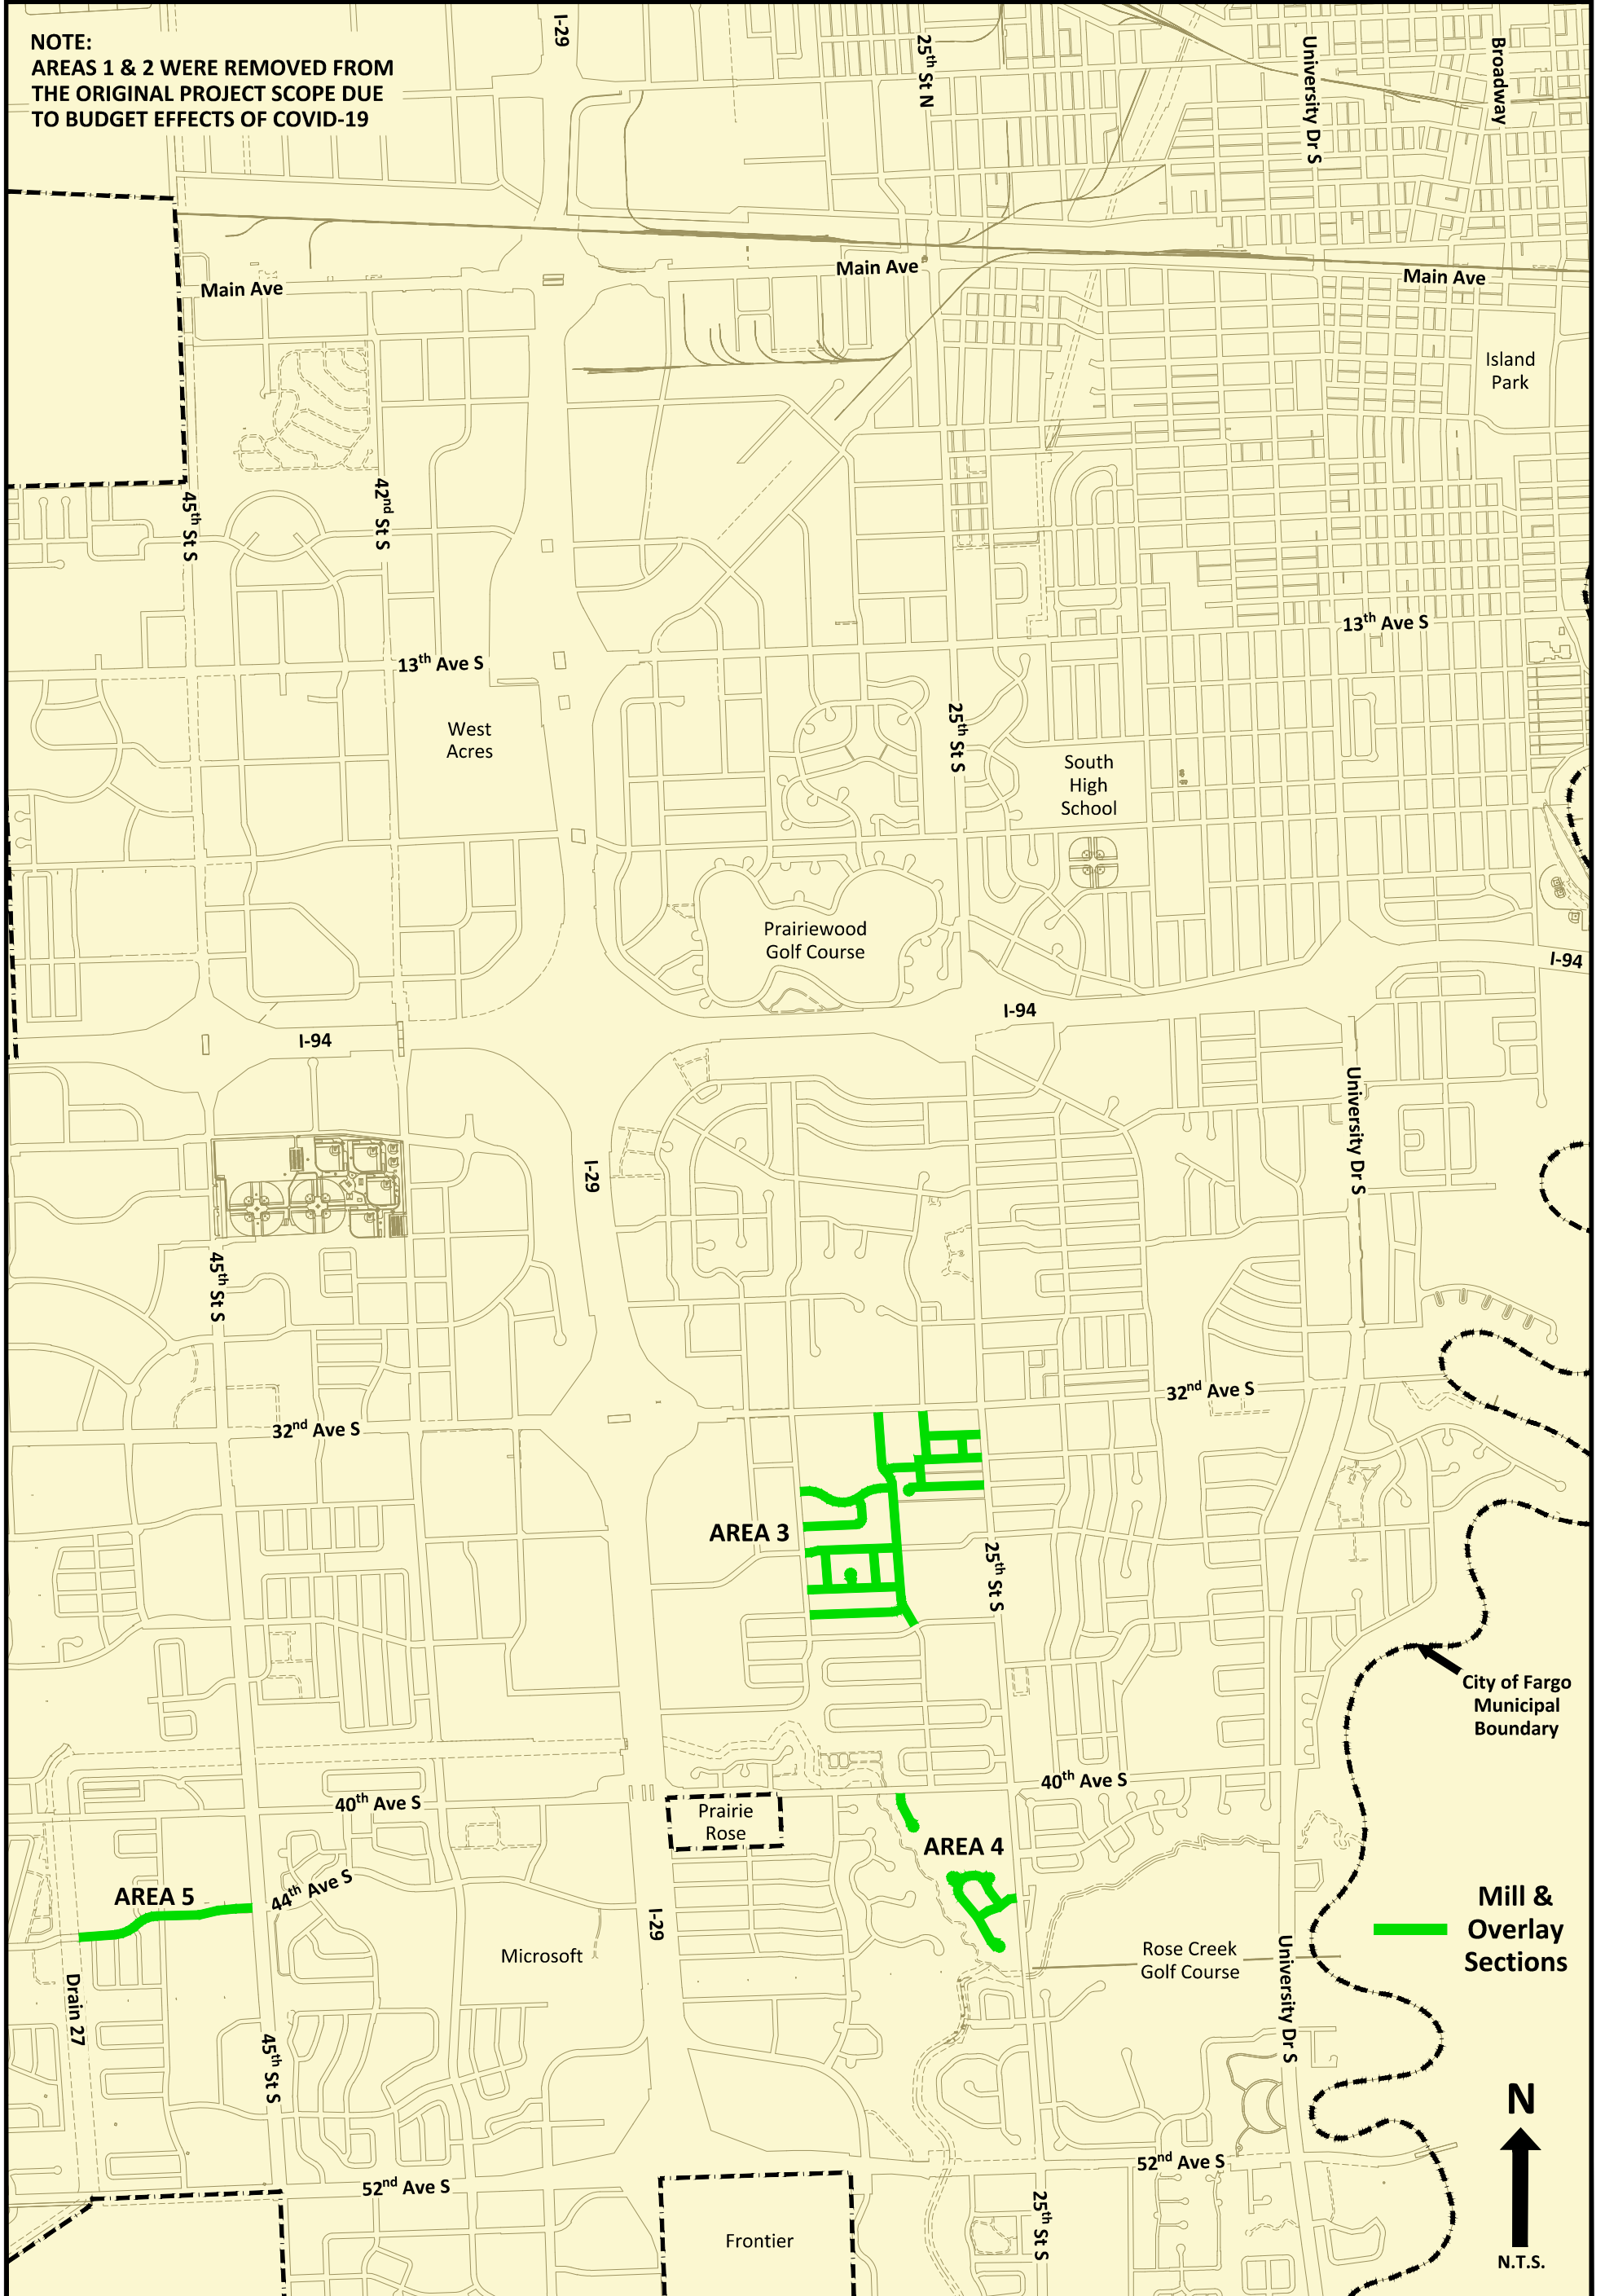 NOTE:
AREAS 1 & 2 WERE REMOVED FROM
THE ORIGINAL PROJECT SCOPE DUE
TO BUDGET EFFECTS OF COVID-19
I-29
25th St N
University Dr S
Broadway
Main Ave
Main Ave
Main Ave
Island
Park
45th St S
42nd St S
13th Ave S
13th Ave S
West
Acres
25th St S
South
High
School
Prairiewood
Golf Course
I-94
I-94
I-94
University Dr S
I-29
45th St S
32nd Ave S
32nd Ave S
AREA 3
25th St S
City of Fargo
Municipal
Boundary
40th Ave S
40th Ave S
Prairie
Rose
AREA 4
AREA 5
44th Ave S
Mill &
Overlay
Sections
I-29
Microsoft
Rose Creek
Golf Course
University Dr S
Drain 27
45th St S
N
52nd Ave S
52nd Ave S
25th St S
Frontier
N.T.S.